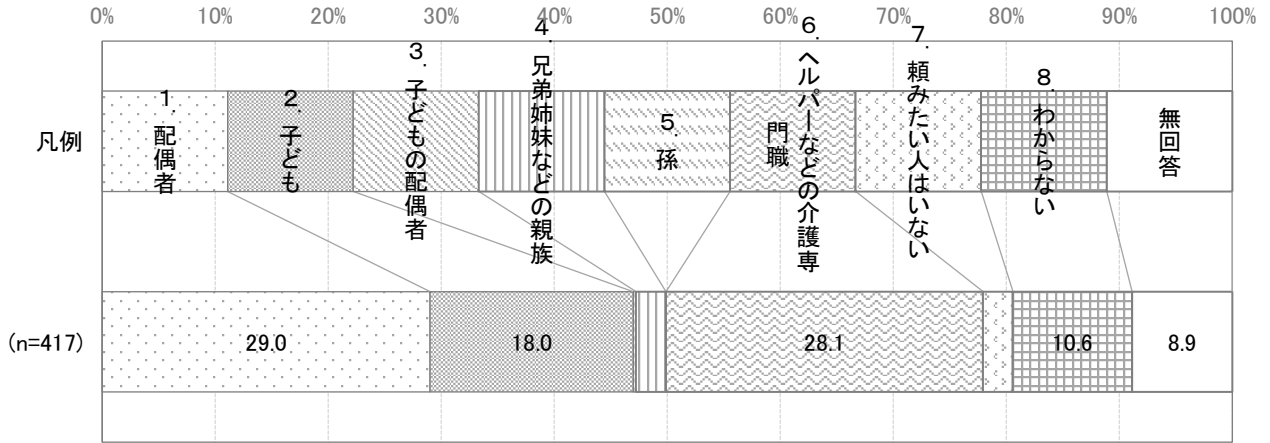 0% 10% 20% 30% 40% 50% 60% 70% 80% 90% 100%
凡例
1．配偶者
2．子ども
3．子どもの配偶者
4．兄弟姉妹などの親族
5．孫
6．ヘルパーなどの介護専
門職
7．頼みたい人はいない
8．わからない
無回答
(n=417) 29.0 18.0 28.1 10.6 8.9